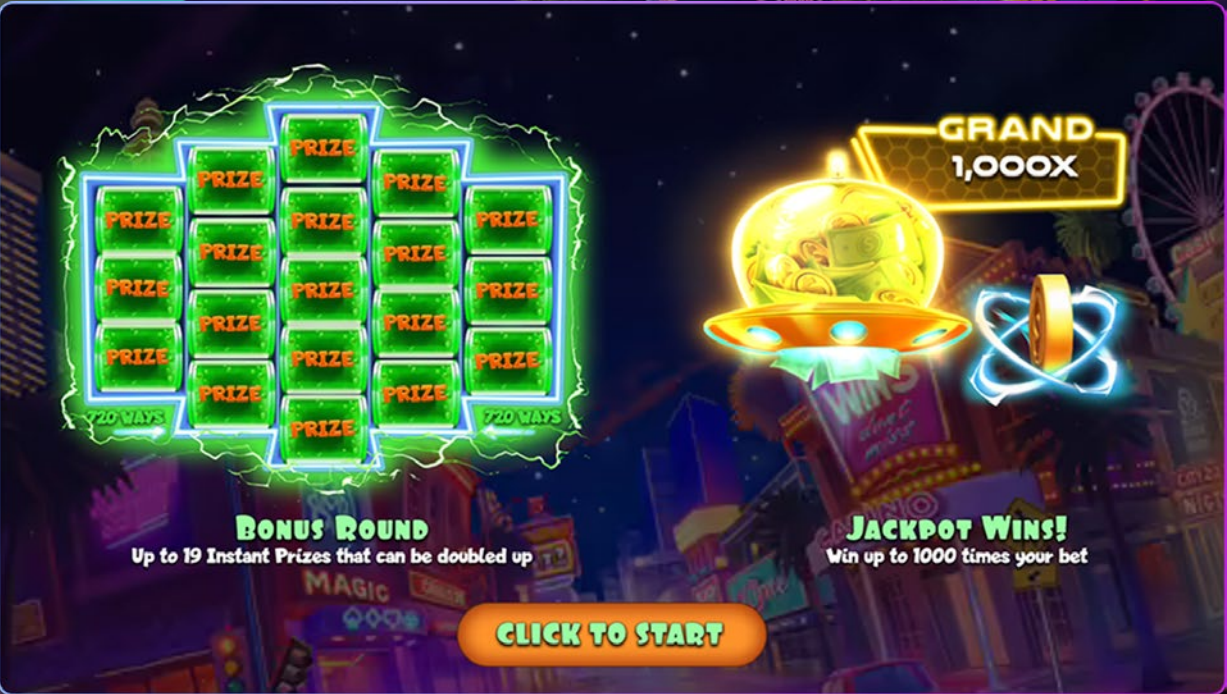 GRAND
1,000X
PRIZE
PRIZE PRIZE
PRIZE PRIZE
PRIZE
PRIZE PRIZE
PRIZE PRIZE
PRIZE
PRIZE PRIZE
PRIZE PRIZE
PRIZE
PRIZE PRIZE
PRIZE
720 WAYS
720 WAYS
WINS
CASINO
BONUS ROUND
Up to 19 Instant Prizes that can be doubled up
JACKPOT WINS!
Win up to 1000 times your bet
MAGIC
CLICK TO START